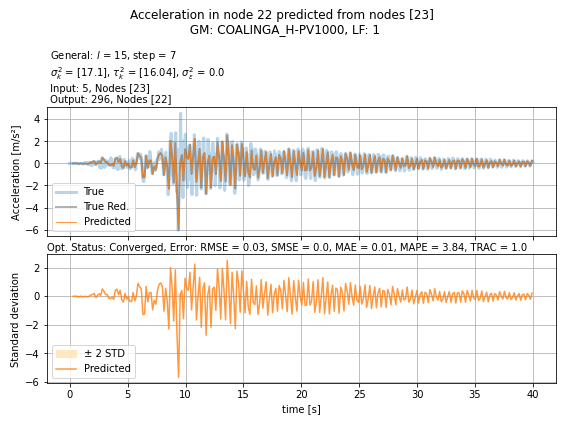 Acceleration in node 22 predicted from nodes [23]
GM: COALINGA_H-PV1000, LF: 1
General: l = 15, step = 7
σ²ₖ = [17.1], τ²ₖ = [16.04], σ²ε = 0.0
Input: 5, Nodes [23]
Output: 296, Nodes [22]
Acceleration [m/s²]
4
2
0
−2
−4
−6
True
True Red.
Predicted
Opt. Status: Converged, Error: RMSE = 0.03, SMSE = 0.0, MAE = 0.01, MAPE = 3.84, TRAC = 1.0
Standard deviation
2
0
−2
−4
−6
± 2 STD
Predicted
0 5 10 15 20 25 30 35 40
time [s]